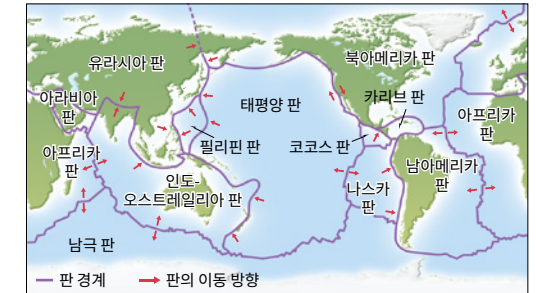 유라시아 판
북아메리카 판
아라비아
판
태평양 판
카리브 판
아프리카
판
필리핀 판
코코스 판
아프리카
판
남아메리카
판
인도-
오스트레일리아 판
나스카
판
남극 판
판 경계
판의 이동 방향